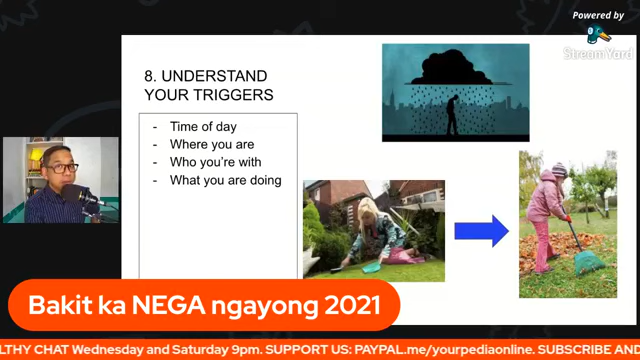 Powered by
StreamYard
8. UNDERSTAND
YOUR TRIGGERS
- Time of day
- Where you are
- Who you're with
- What you are doing
Bakit ka NEGA ngayong 2021
LTHY CHAT Wednesday and Saturday 9pm. SUPPORT US: PAYPAL.me/yourpediaonline. SUBSCRIBE AND